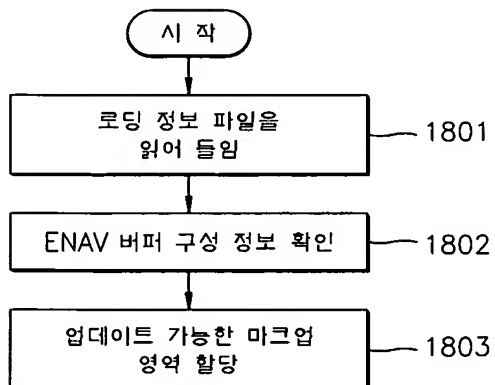 시 작
로딩 정보 파일을
읽어 들임
1801
ENAV 버퍼 구성 정보 확인
1802
업데이트 가능한 마크업
영역 할당
1803